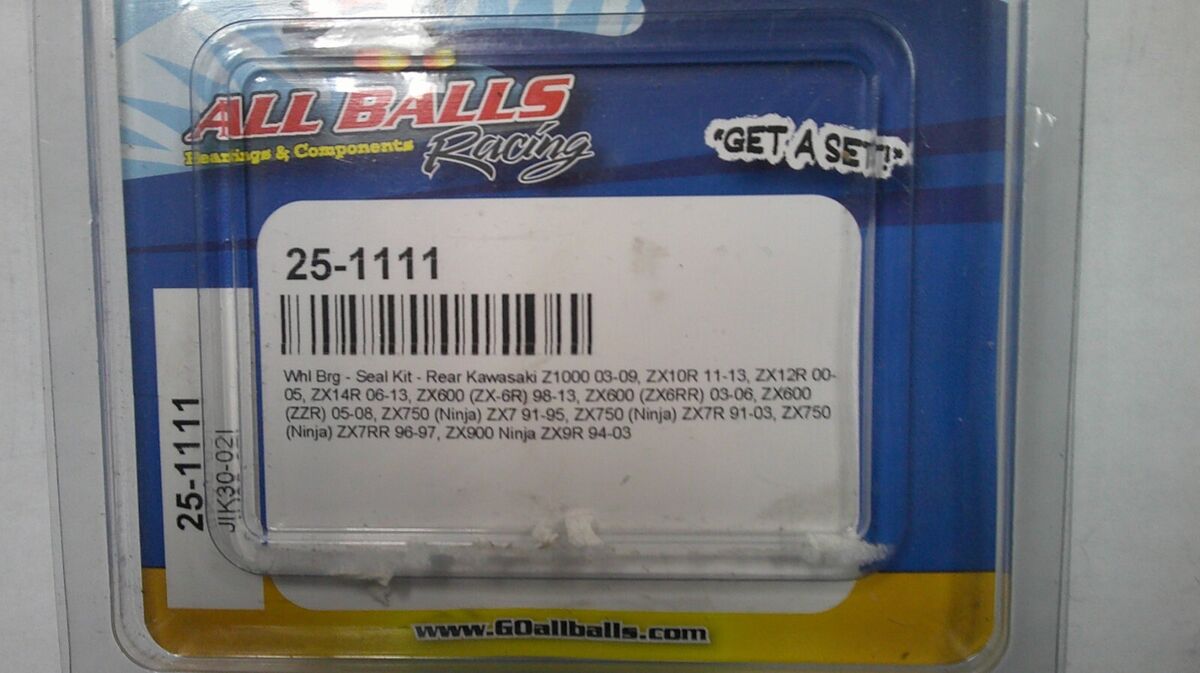 ALL BALLS
Bearings & Components
Racing
"GET A SET!"
25-1111
Whl Brg - Seal Kit - Rear Kawasaki Z1000 03-09, ZX10R 11-13, ZX12R 00-
05, ZX14R 06-13, ZX600 (ZX-6R) 98-13, ZX600 (ZX6RR) 03-06, ZX600
(ZZR) 05-08, ZX750 (Ninja) ZX7 91-95, ZX750 (Ninja) ZX7R 91-03, ZX750
(Ninja) ZX7RR 96-97, ZX900 Ninja ZX9R 94-03
25-1111
JIK30-02I
www.GOallballs.com